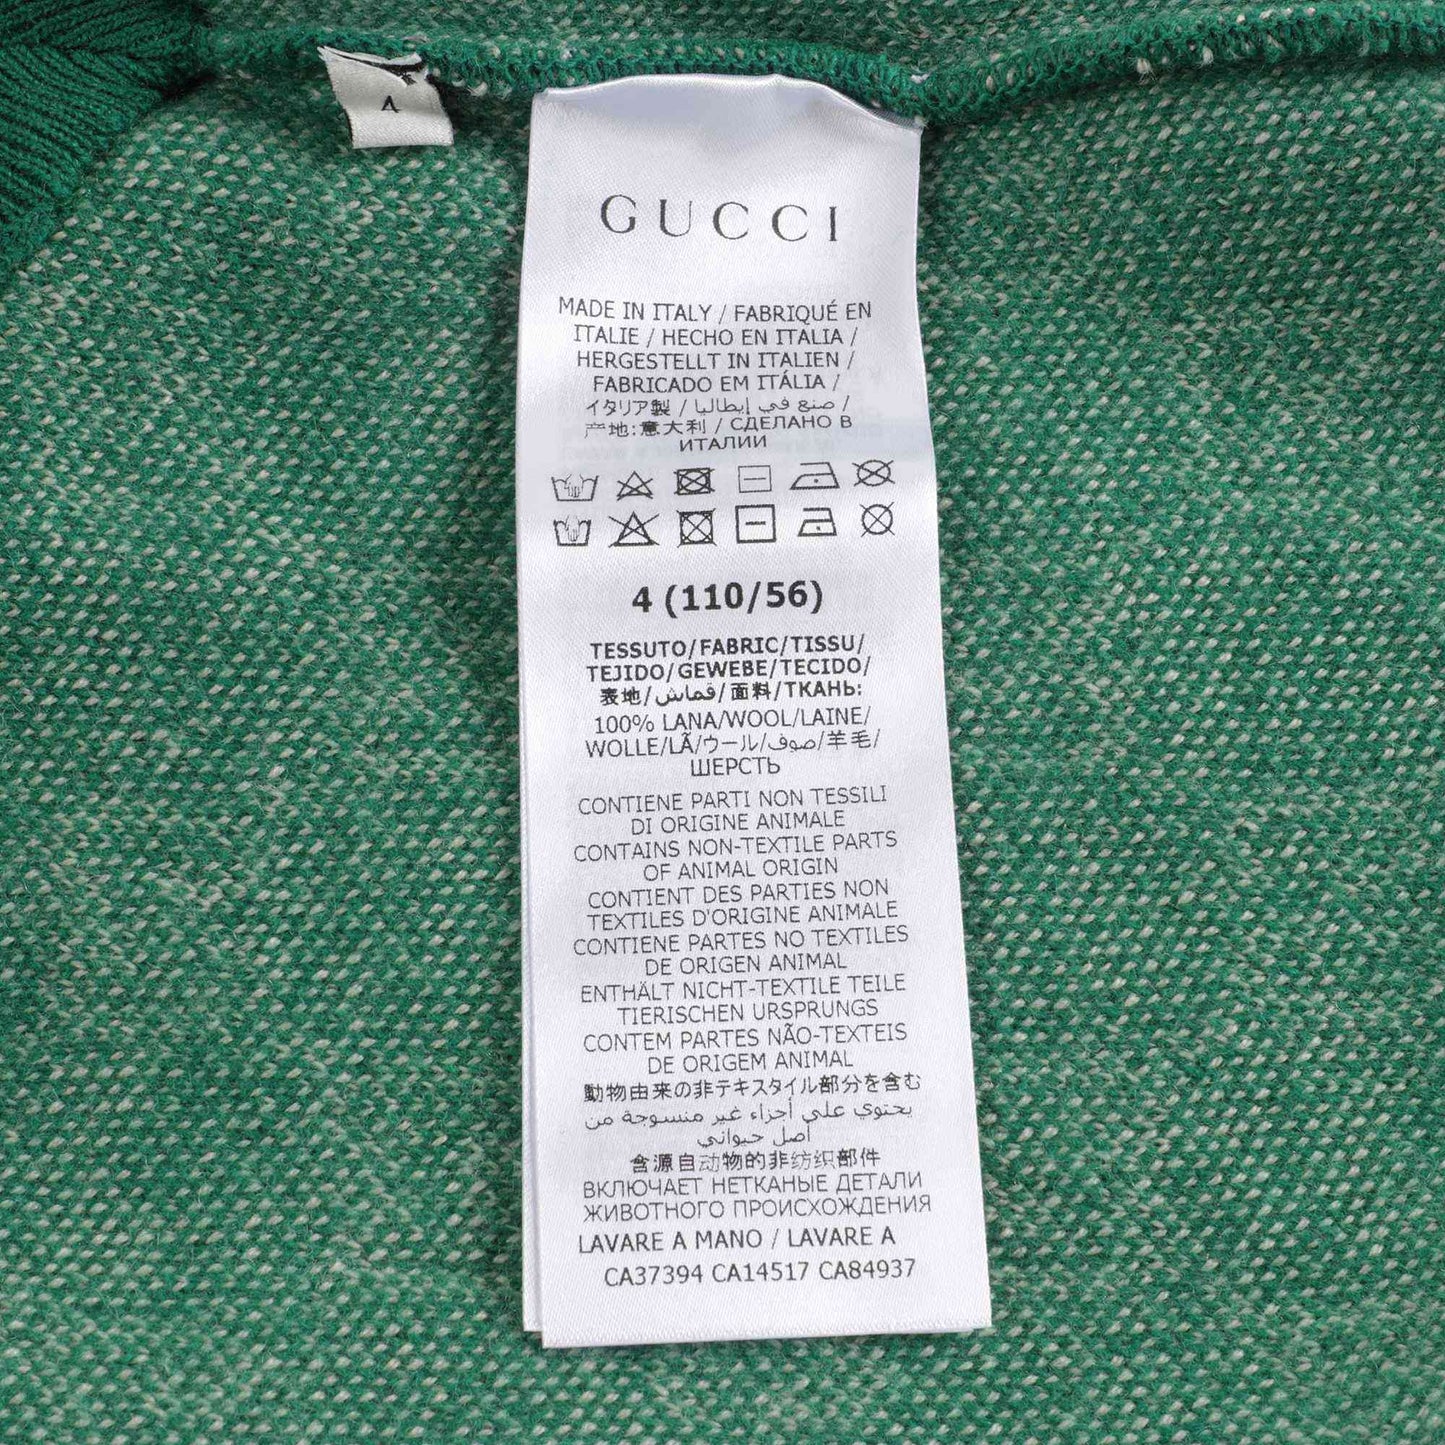 4
GUCCI
MADE IN ITALY / FABRIQUÉ EN
ITALIE / HECHO EN ITALIA /
HERGESTELLT IN ITALIEN /
FABRICADO EM ITÁLIA /
イタリア製 / صنع في إيطاليا /
产地:意大利 / СДЕЛАНО В
ИТАЛИИ
4 (110/56)
TESSUTO/FABRIC/TISSU/
TEJIDO/GEWEBE/TECIDO/
表地/قماش/面料/ТКАНЬ:
100% LANA/WOOL/LAINE/
WOLLE/LÃ/ウール/صوف/羊毛/
ШЕРСТЬ
CONTIENE PARTI NON TESSILI
DI ORIGINE ANIMALE
CONTAINS NON-TEXTILE PARTS
OF ANIMAL ORIGIN
CONTIENT DES PARTIES NON
TEXTILES D'ORIGINE ANIMALE
CONTIENE PARTES NO TEXTILES
DE ORIGEN ANIMAL
ENTHÄLT NICHT-TEXTILE TEILE
TIERISCHEN URSPRUNGS
CONTEM PARTES NÃO-TEXTEIS
DE ORIGEM ANIMAL
動物由来の非テキスタイル部分を含む
يحتوي على أجزاء غير منسوجة من
أصل حيواني
含源自动物的非纺织部件
ВКЛЮЧАЕТ НЕТКАНЫЕ ДЕТАЛИ
ЖИВОТНОГО ПРОИСХОЖДЕНИЯ
LAVARE A MANO / LAVARE A
CA37394 CA14517 CA84937